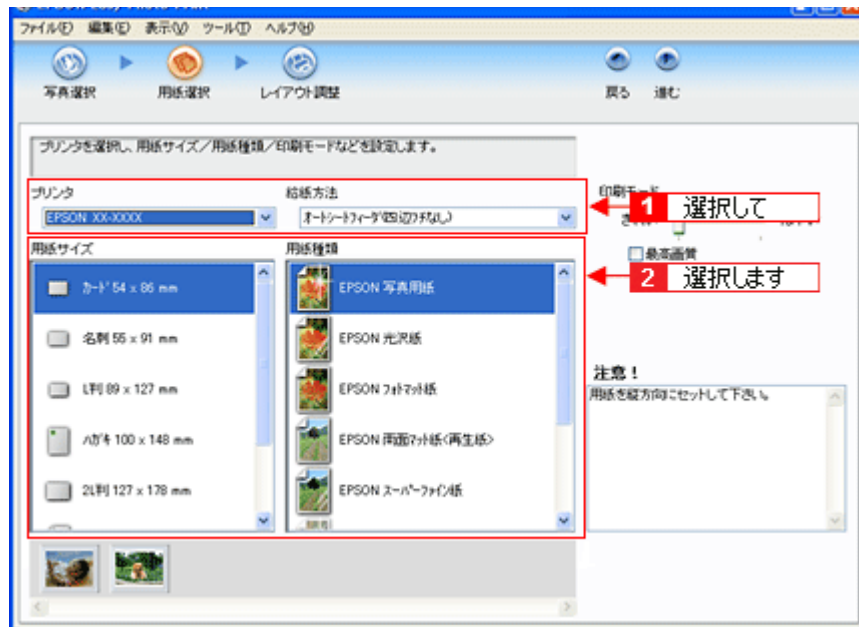 ファイル(F) 編集(E) 表示(V) ツール(T) ヘルプ(H)
写真選択 用紙選択 レイアウト調整 戻る 進む
プリンタを選択し、用紙サイズ/用紙種類/印刷モードなどを設定します。
プリンタ 給紙方法 印刷モード
EPSON XX-XXXX オートシートフィーダ(四辺フチなし)
1 選択して
用紙サイズ 用紙種類
最高画質
2 選択します
カード 54 x 86 mm EPSON 写真用紙
名刺 55 x 91 mm EPSON 光沢紙
L判 89 x 127 mm EPSON フォトマット紙
注意!
用紙を縦方向にセットして下さい。
ハガキ 100 x 148 mm EPSON 両面マット紙<再生紙>
2L判 127 x 178 mm EPSON スーパーファイン紙